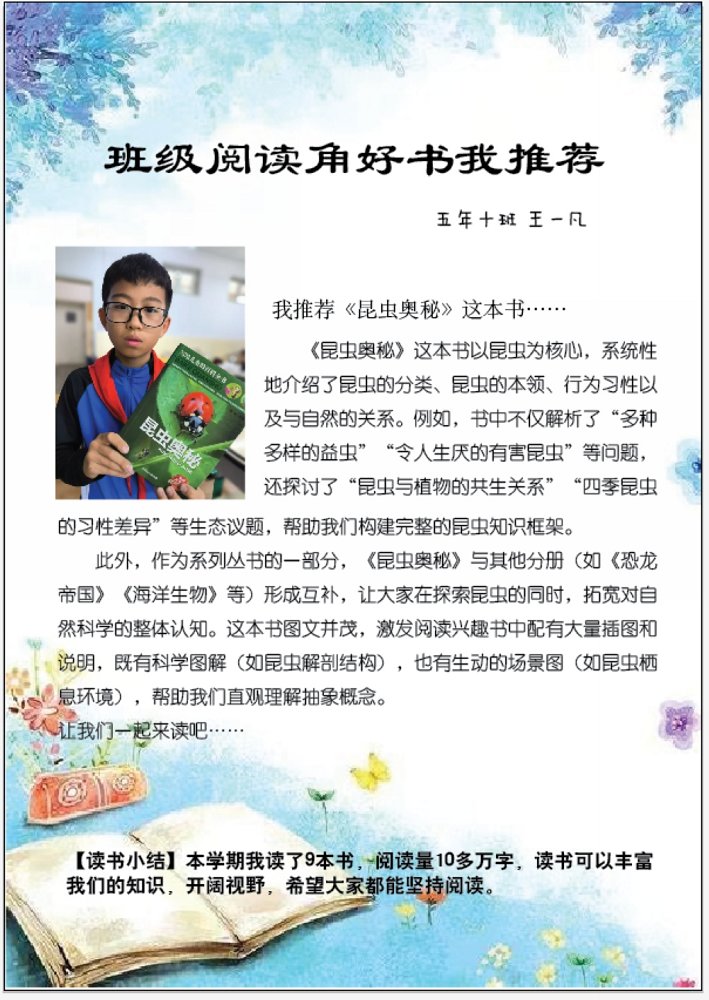 班级阅读角好书我推荐
五年十班 王一凡
我推荐《昆虫奥秘》这本书……
《昆虫奥秘》这本书以昆虫为核心，系统性
地介绍了昆虫的分类、昆虫的本领、行为习性以
及与自然的关系。例如，书中不仅解析了“多种
多样的益虫”“令人生厌的有害昆虫”等问题，
还探讨了“昆虫与植物的共生关系”“四季昆虫
的习性差异”等生态议题，帮助我们构建完整的昆虫知识框架。
此外，作为系列丛书的一部分，《昆虫奥秘》与其他分册（如《恐龙
帝国》《海洋生物》等）形成互补，让大家在探索昆虫的同时，拓宽对自
然科学的整体认知。这本书图文并茂，激发阅读兴趣书中配有大量插图和
说明，既有科学图解（如昆虫解剖结构），也有生动的场景图（如昆虫栖
息环境），帮助我们直观理解抽象概念。
让我们一起来读吧……
昆虫奥秘
【读书小结】本学期我读了9本书，阅读量10多万字，读书可以丰富
我们的知识，开阔视野，希望大家都能坚持阅读。